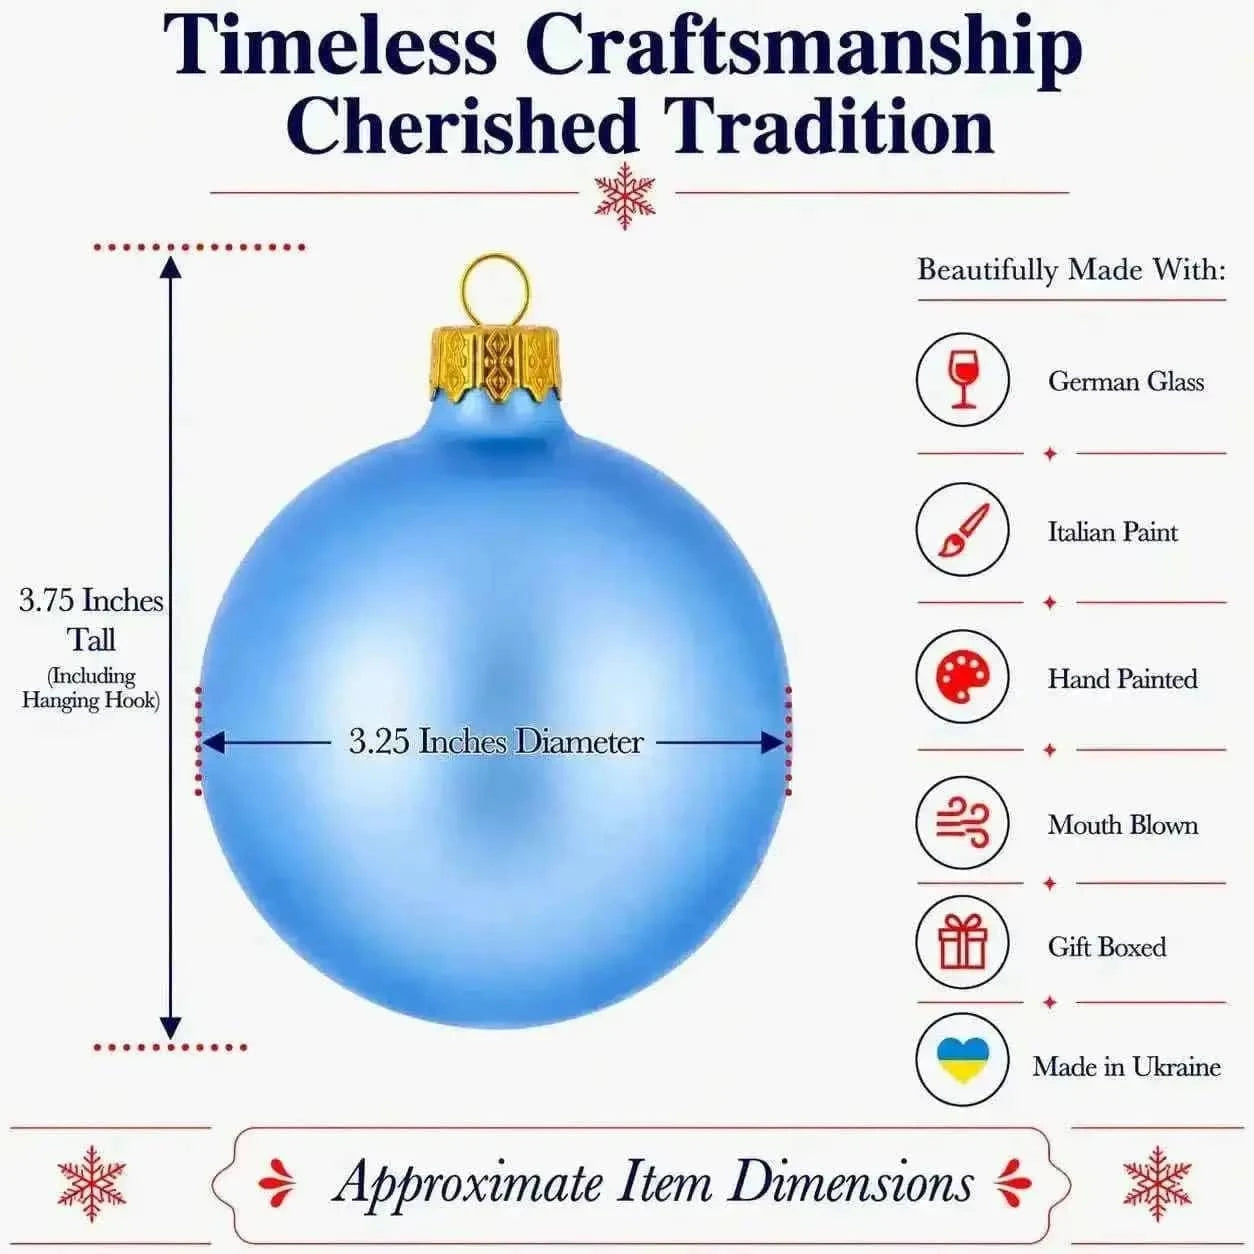 Timeless Craftsmanship
Cherished Tradition
Beautifully Made With:
German Glass
Italian Paint
3.75 Inches
Tall
(Including
Hanging Hook)
Hand Painted
3.25 Inches Diameter
Mouth Blown
Gift Boxed
Made in Ukraine
Approximate Item Dimensions